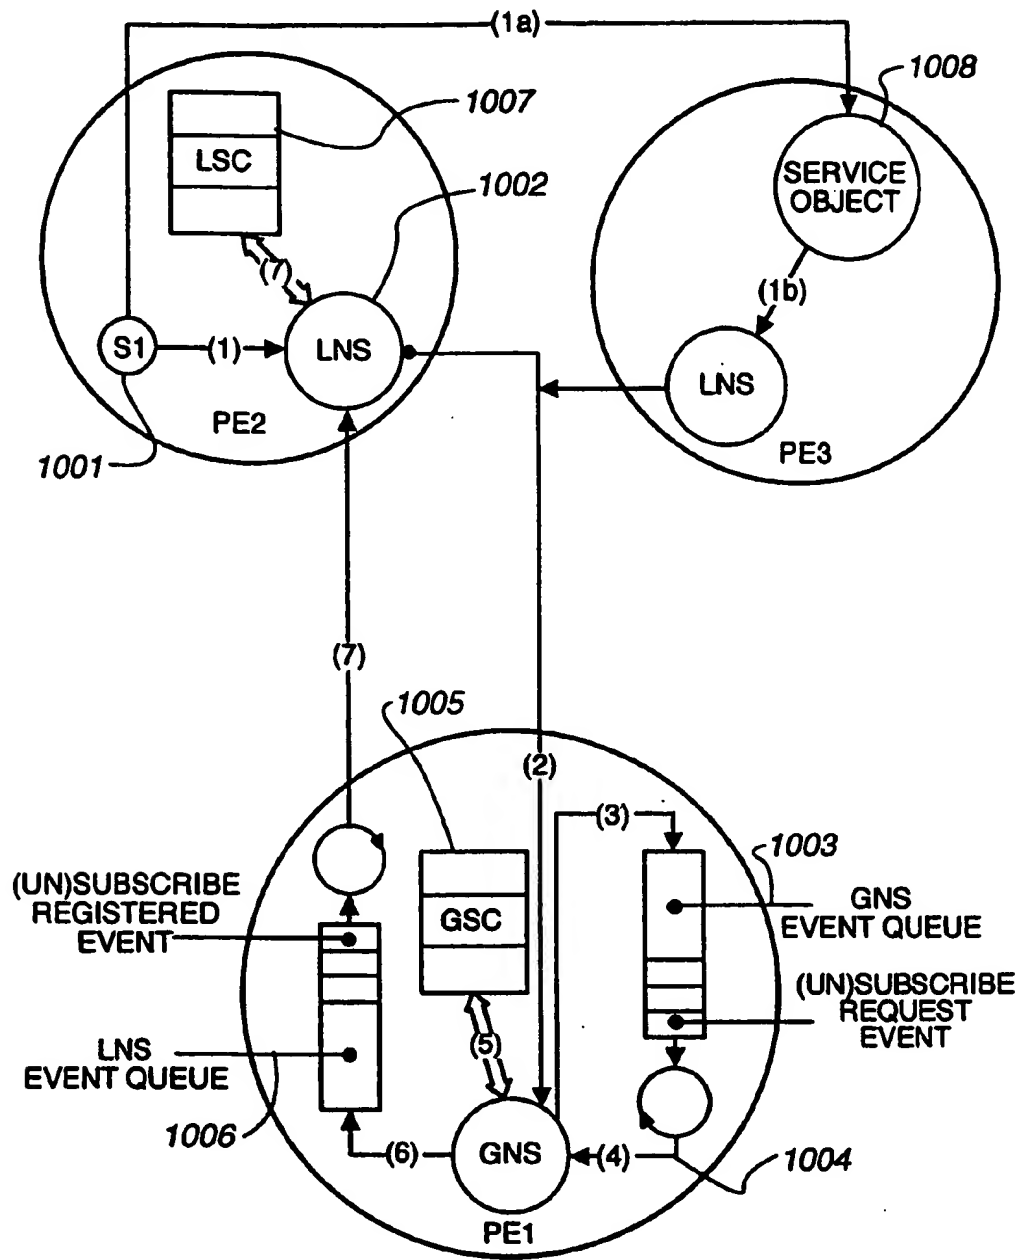 (1a)
1008
1007
LSC
1002
SERVICE
OBJECT
(7)
(1b)
S1
(1)
LNS
LNS
PE2
1001
PE3
(7)
1005
(2)
(3)
1003
(UN)SUBSCRIBE
REGISTERED
EVENT
GSC
GNS
EVENT QUEUE
(UN)SUBSCRIBE
REQUEST
EVENT
LNS
EVENT QUEUE
(5)
1006
(6)
GNS
(4)
1004
PE1